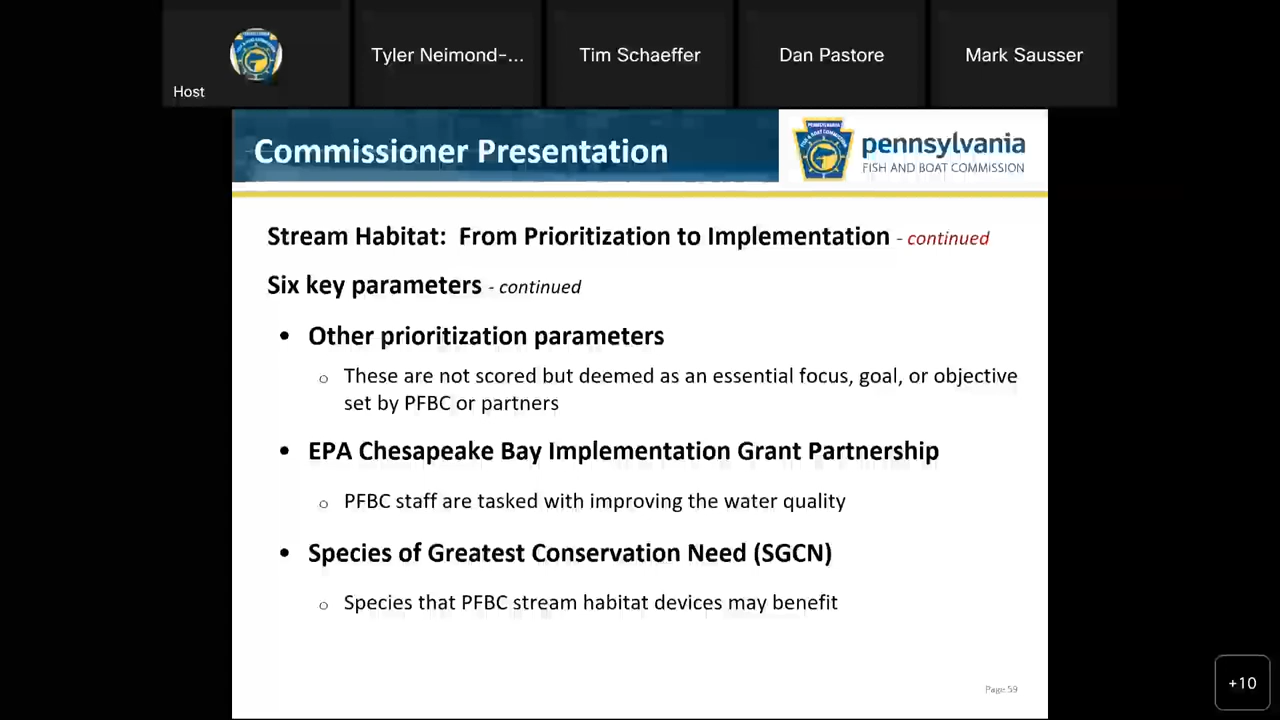 Host
Tyler Neimond-...
Tim Schaeffer
Dan Pastore
Mark Sausser
Commissioner Presentation
pennsylvania
FISH AND BOAT COMMISSION
Stream Habitat: From Prioritization to Implementation - continued
Six key parameters - continued
• Other prioritization parameters
o These are not scored but deemed as an essential focus, goal, or objective
set by PFBC or partners
• EPA Chesapeake Bay Implementation Grant Partnership
o PFBC staff are tasked with improving the water quality
• Species of Greatest Conservation Need (SGCN)
o Species that PFBC stream habitat devices may benefit
Page 59
+10